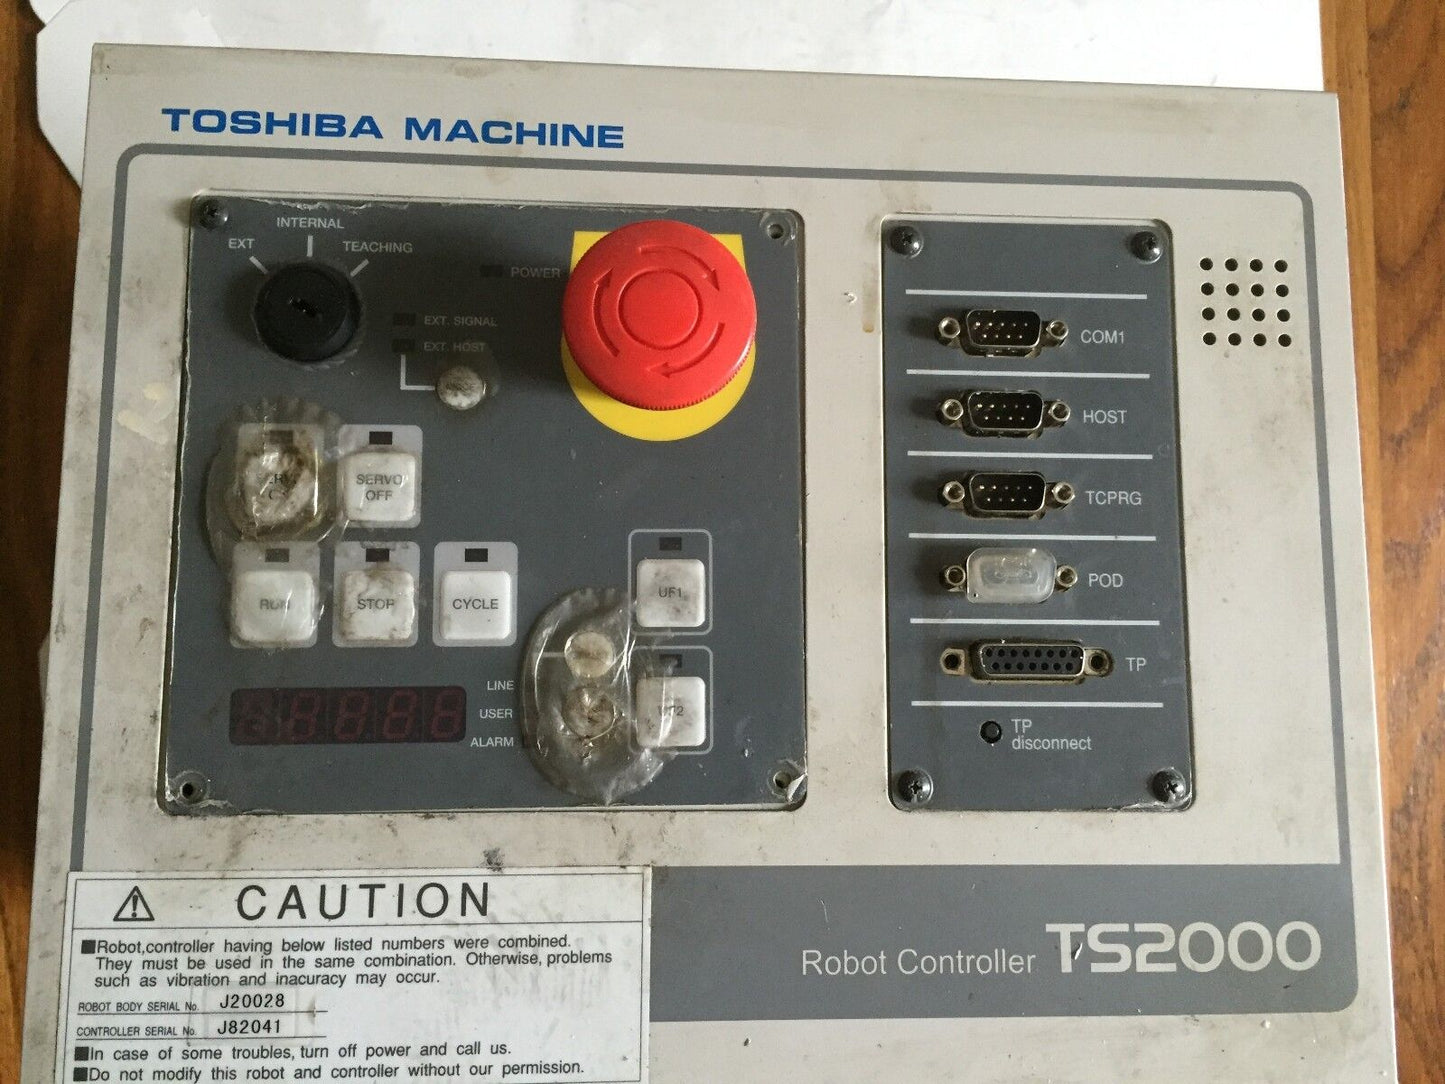 TOSHIBA MACHINE
INTERNAL
EXT
TEACHING
POWER
EXT. SIGNAL
EXT. HOST
SERVO
OFF
RUN
STOP
CYCLE
UF1
LINE
USER
ALARM
COM1
HOST
TCPRG
POD
TP
TP
disconnect
CAUTION
■Robot,controller having below listed numbers were combined.
They must be used in the same combination. Otherwise, problems
such as vibration and inacuracy may occur.
ROBOT BODY SERIAL No. J20028
CONTROLLER SERIAL No. J82041
■In case of some troubles, turn off power and call us.
■Do not modify this robot and controller without our permission.
Robot Controller TS2000